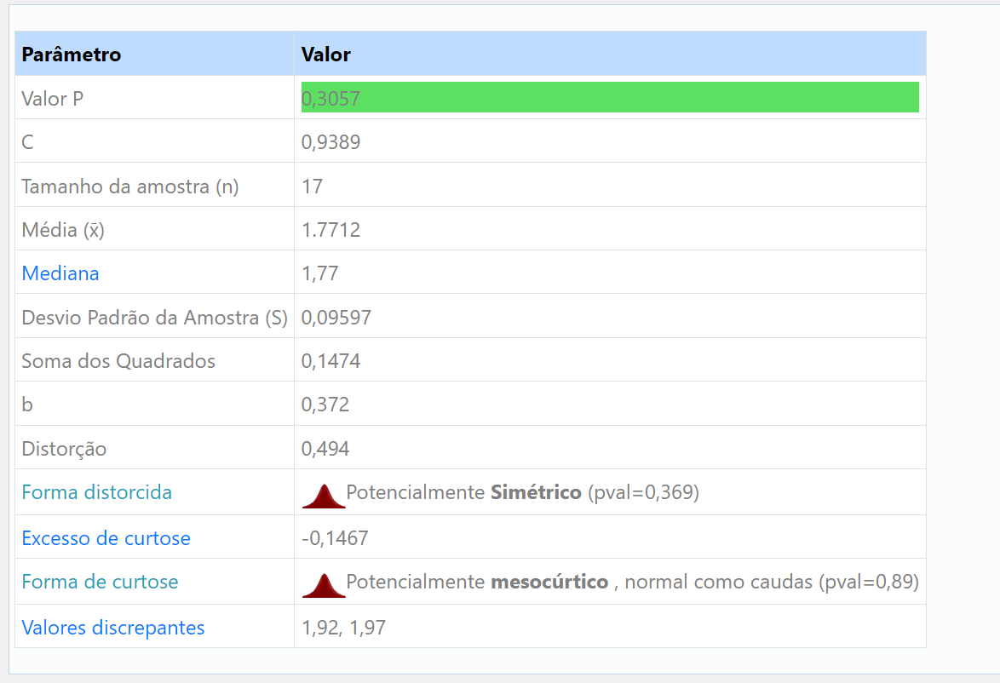 Parâmetro Valor
Valor P 0,3057
C 0,9389
Tamanho da amostra (n) 17
Média (x̄) 1.7712
Mediana 1,77
Desvio Padrão da Amostra (S) 0,09597
Soma dos Quadrados 0,1474
b 0,372
Distorção 0,494
Forma distorcida Potencialmente Simétrico (pval=0,369)
Excesso de curtose -0,1467
Forma de curtose Potencialmente mesocúrtico , normal como caudas (pval=0,89)
Valores discrepantes 1,92, 1,97